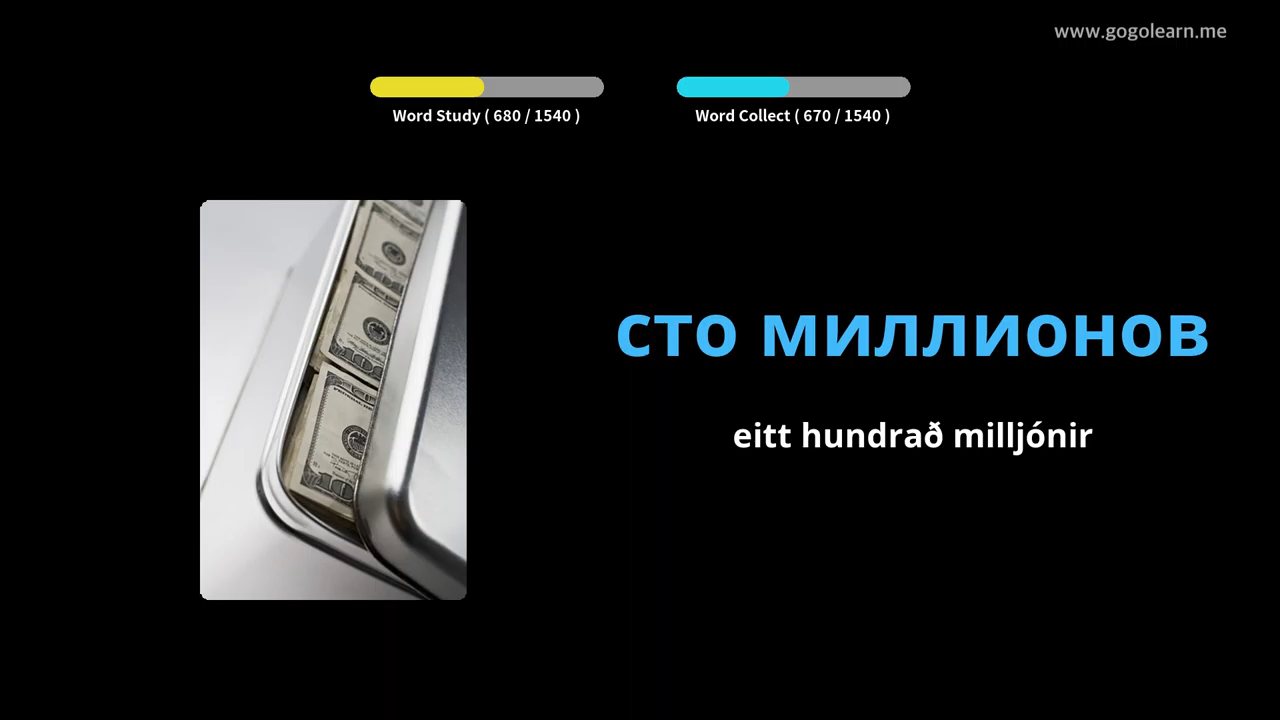 www.gogolearn.me
Word Study ( 680 / 1540 )
Word Collect ( 670 / 1540 )
сто миллионов
eitt hundrað milljónir